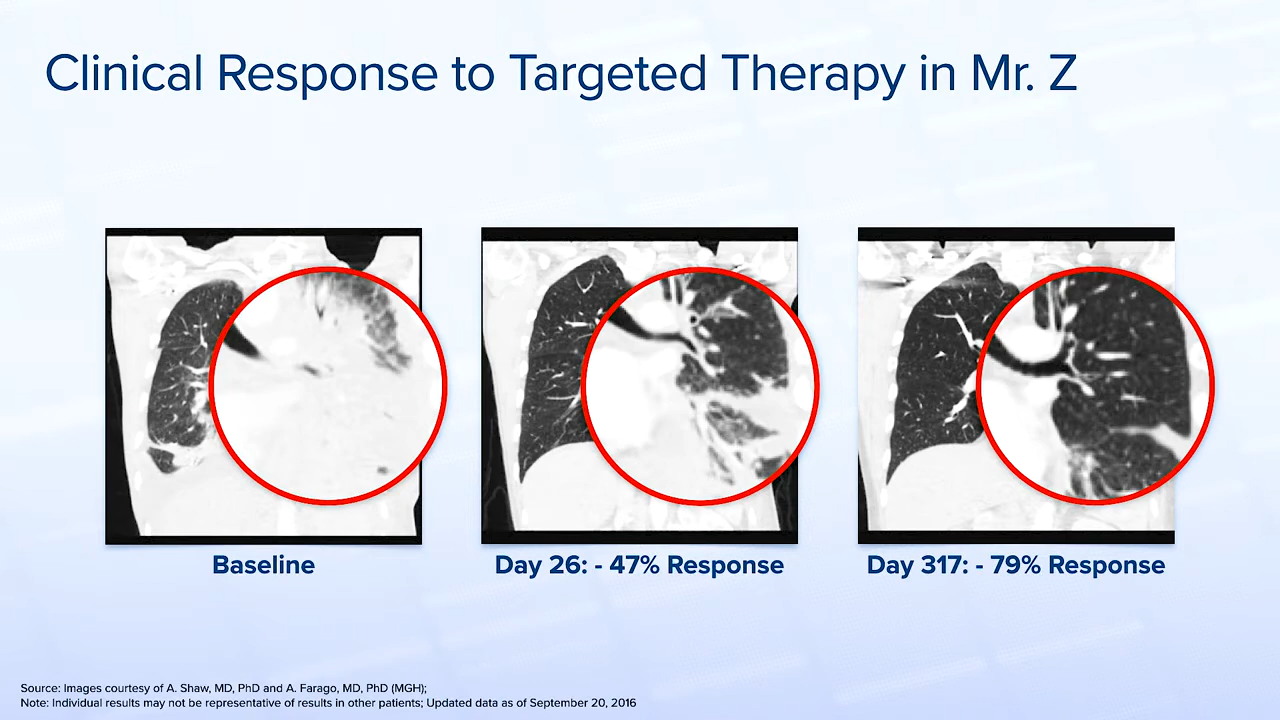 Clinical Response to Targeted Therapy in Mr. Z
Baseline
Day 26: - 47% Response
Day 317: - 79% Response
Source: Images courtesy of A. Shaw, MD, PhD and A. Farago, MD, PhD (MGH);
Note: Individual results may not be representative of results in other patients; Updated data as of September 20, 2016